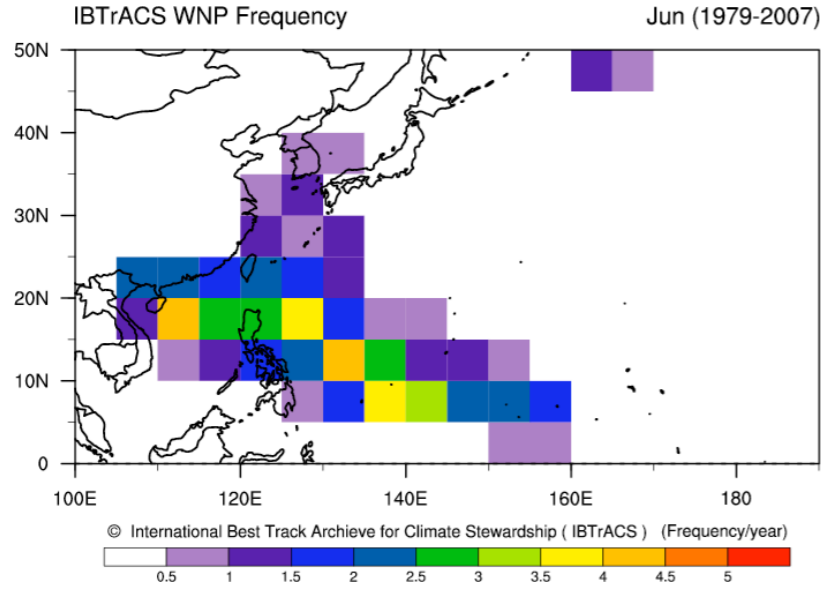 IBTrACS WNP Frequency Jun (1979-2007)
50N
40N
30N
20N
10N
0
100E 120E 140E 160E 180
© International Best Track Archieve for Climate Stewardship ( IBTrACS ) (Frequency/year)
0.5 1 1.5 2 2.5 3 3.5 4 4.5 5